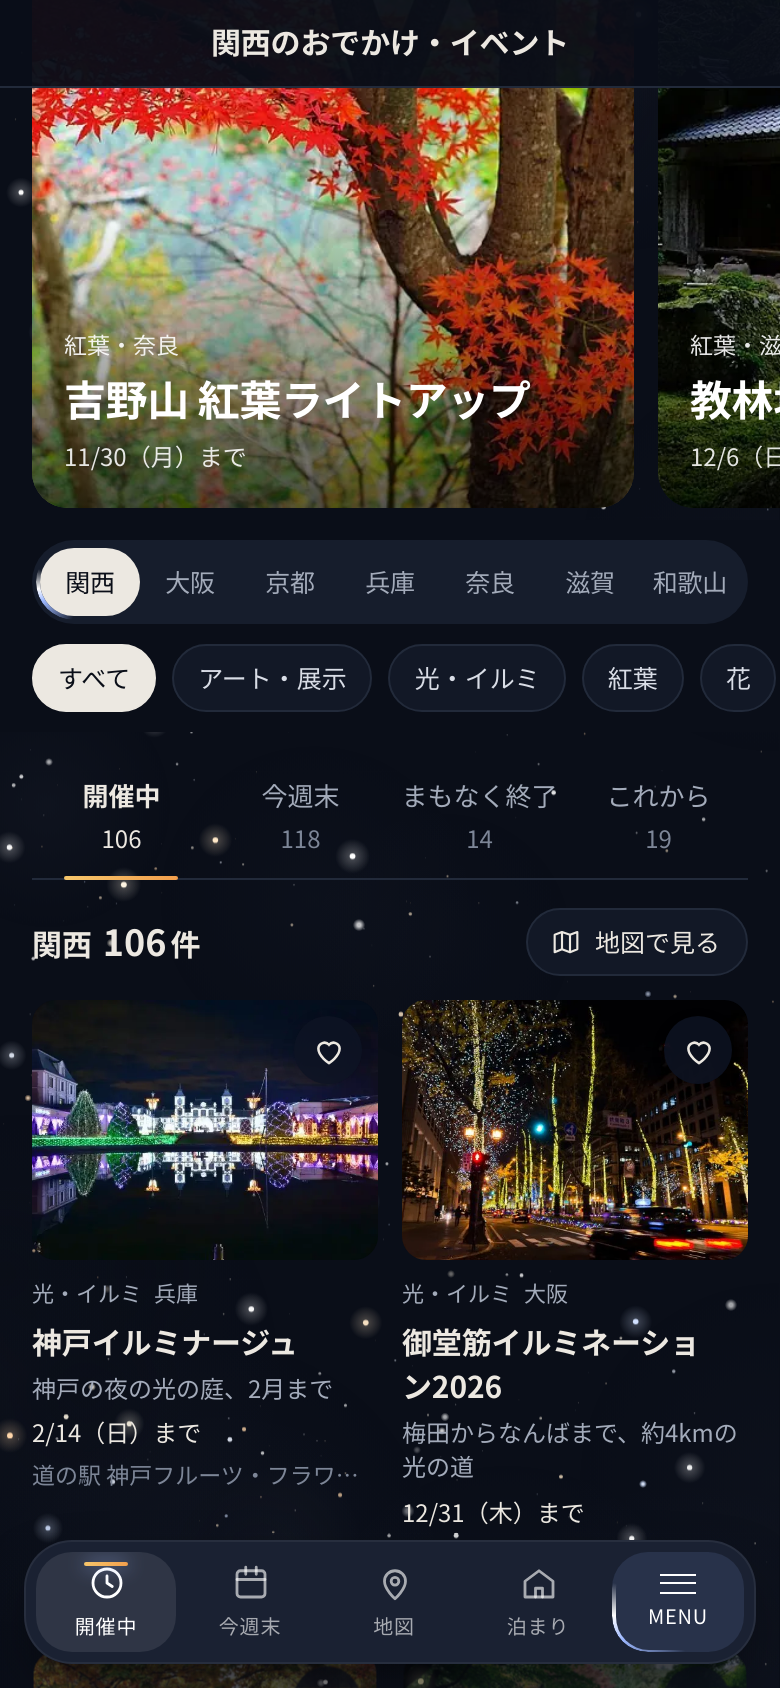 関西のおでかけ・イベント
紅葉・奈良
吉野山 紅葉ライトアップ
11/30（月）まで
紅葉・滋
教林
12/6（日
関西
大阪
京都
兵庫
奈良
滋賀
和歌山
すべて
アート・展示
光・イルミ
紅葉
花
開催中
106
今週末
118
まもなく終了
14
これから
19
関西 106件
地図で見る
光・イルミ 兵庫
神戸イルミナージュ
神戸の夜の光の庭、2月まで
2/14（日）まで
道の駅 神戸フルーツ・フラワ…
光・イルミ 大阪
御堂筋イルミネーショ
ン2026
梅田からなんばまで、約4kmの
光の道
12/31（木）まで
開催中
今週末
地図
泊まり
MENU